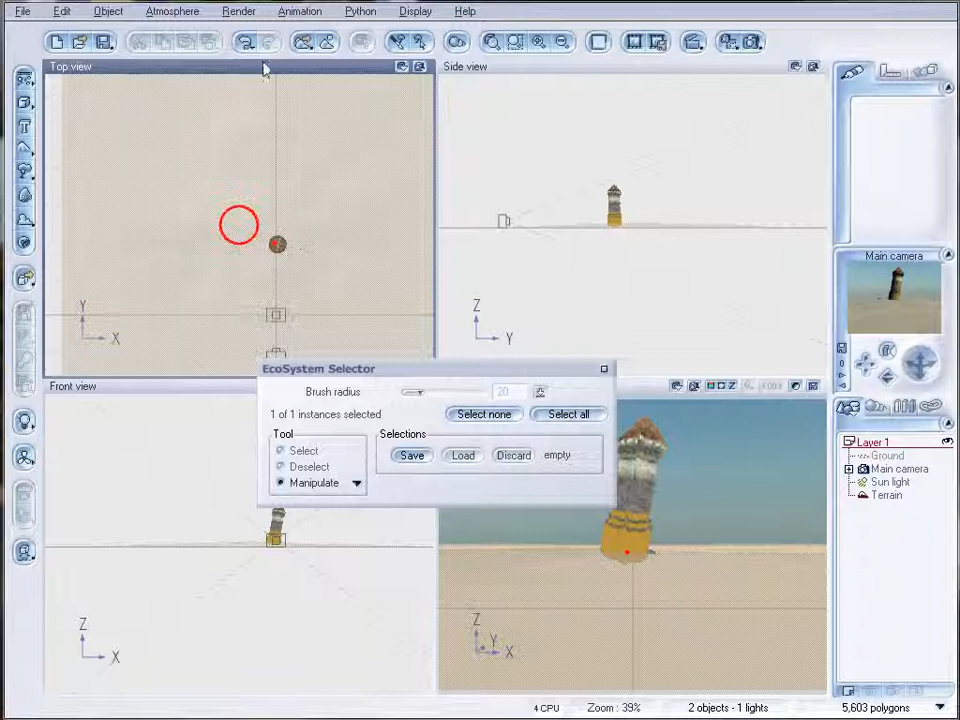 File Edit Object Atmosphere Render Animation Python Display Help
Top view
Side view
Main camera
Y
X
Z
Y
EcoSystem Selector
Brush radius 20
1 of 1 instances selected Select none Select all
Tool Selections
Select
Save Load Discard empty
Deselect
Manipulate
Front view
Layer 1
Ground
Main camera
Sun light
Terrain
Z
X
Z
Y
X
4 CPU Zoom : 39% 2 objects - 1 lights 5,603 polygons